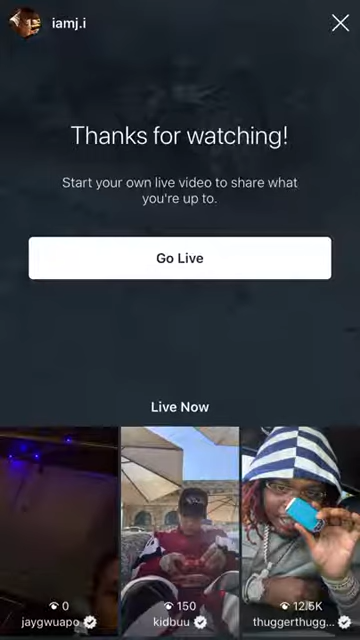 iamj.i
Thanks for watching!
Start your own live video to share what
you're up to.
Go Live
Live Now
0
jaygwuapo
150
kidbuu
12.5K
thuggerthugg...